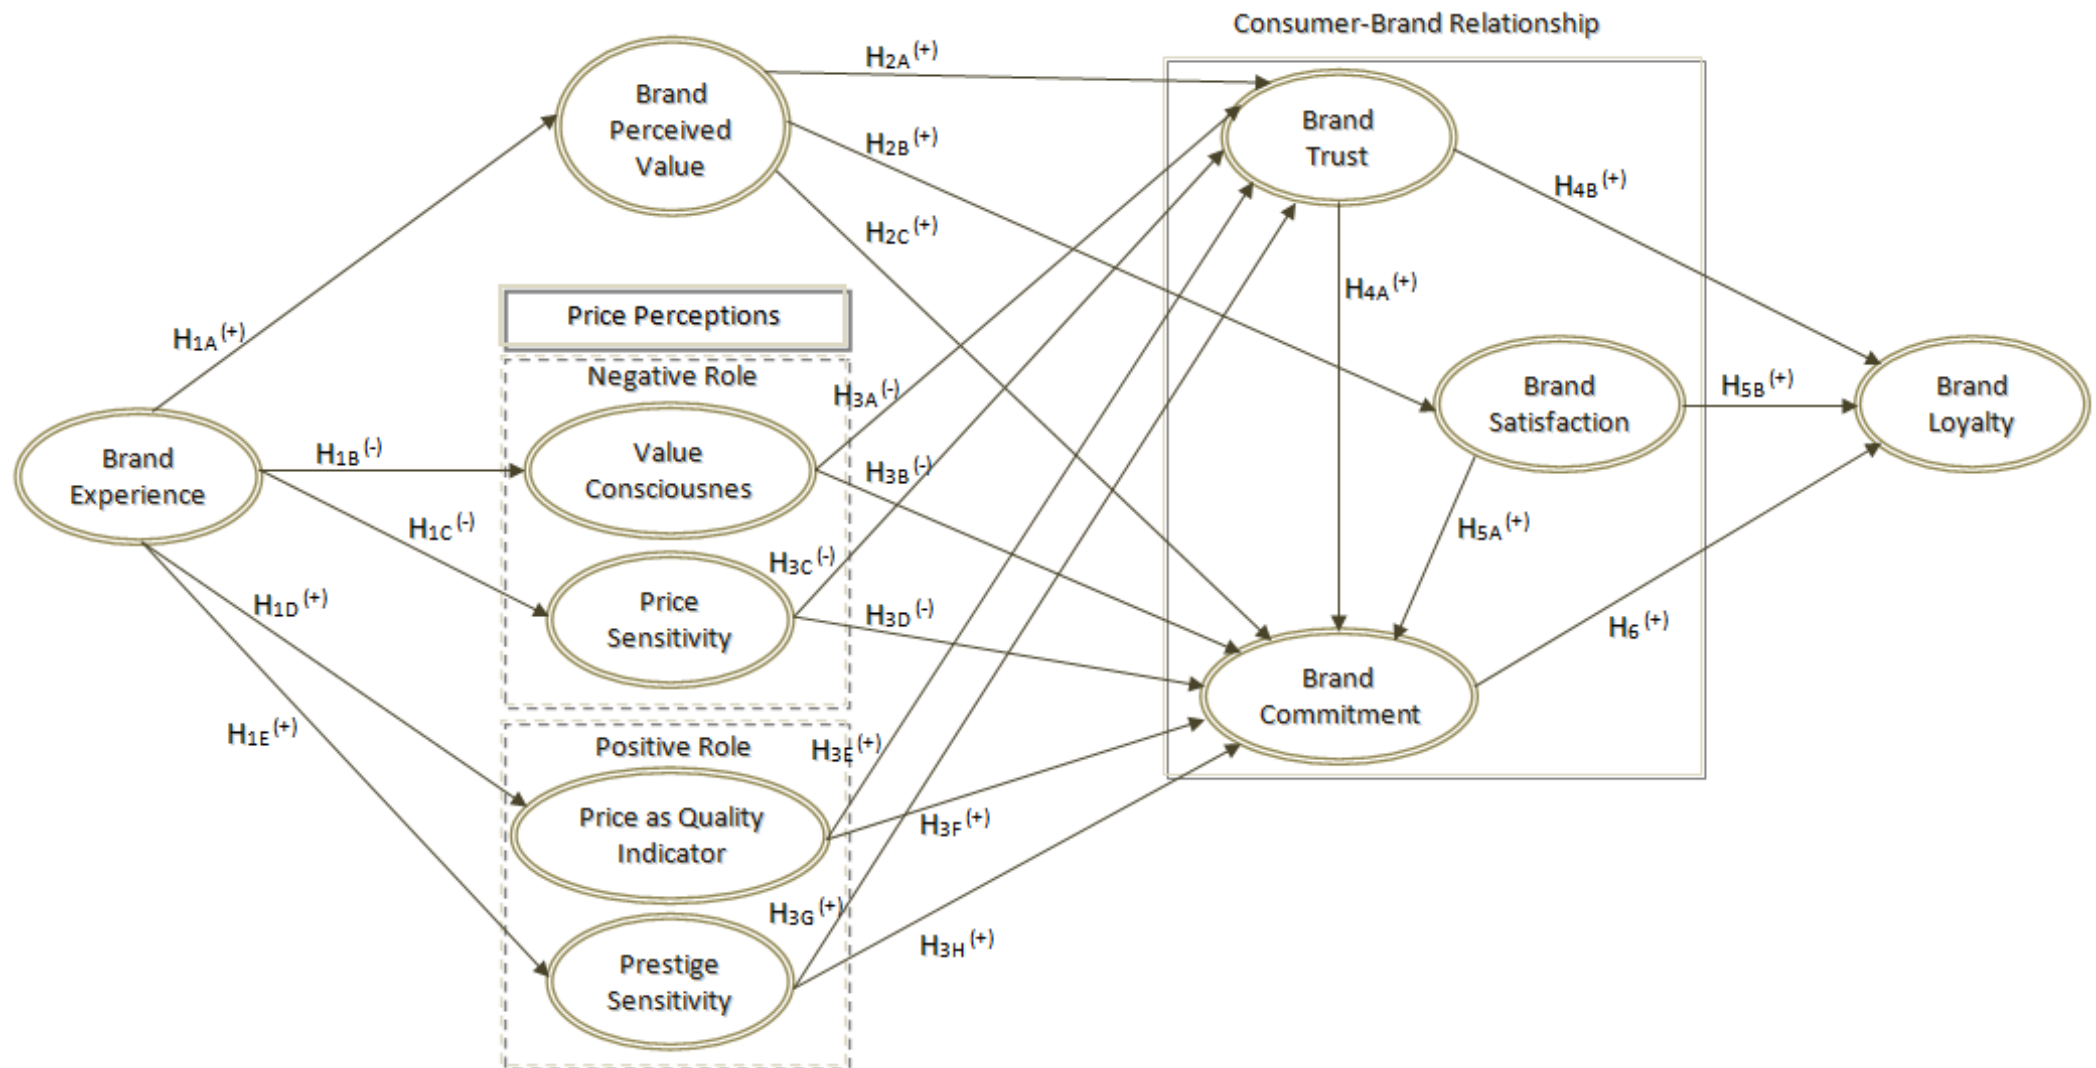 Consumer-Brand Relationship
H2A(+)
Brand
Perceived
Value
Brand
Trust
H2B(+)
H4B(+)
H2C(+)
H4A(+)
Price Perceptions
H1A(+)
Negative Role
H3A(-)
Brand
Satisfaction
H5B(+)
Brand
Loyalty
Brand
Experience
H1B(-)
Value
Consciousnes
H3B(-)
H1C(-)
H5A(+)
H3C(-)
H1D(+)
Price
Sensitivity
H3D(-)
H6(+)
Brand
Commitment
H1E(+)
Positive Role
H3E(+)
Price as Quality
Indicator
H3F(+)
H3G(+)
H3H(+)
Prestige
Sensitivity